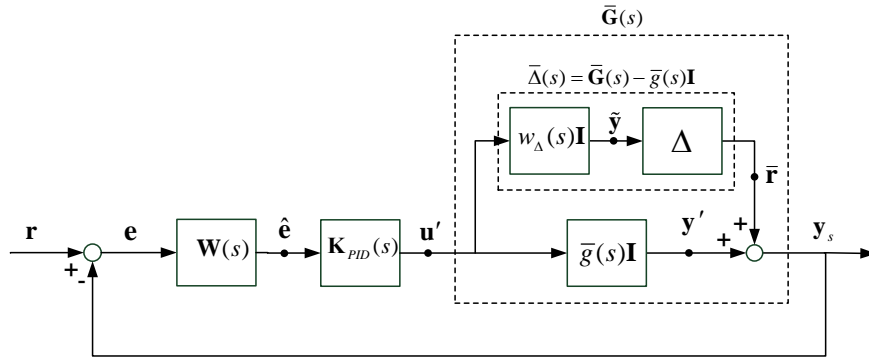 Ḡ(s)
Δ̄(s) = Ḡ(s) − ḡ(s)I
w_Δ(s)I
ỹ
Δ
r̄
r
e
W(s)
ê
K_PID(s)
u′
ḡ(s)I
y′
+
+
y_s
+
-